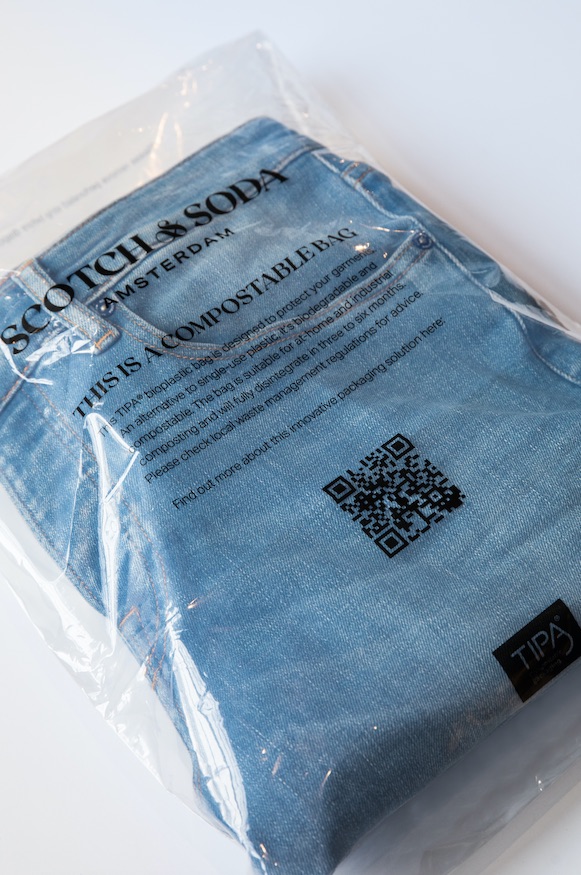 SCOTCH & SODA
AMSTERDAM
THIS IS A COMPOSTABLE BAG
This TIPA® bioplastic bag is designed to protect your garment.
An alternative to single-use plastic, it's biodegradable and
compostable. The bag is suitable for at-home and industrial
composting and will fully disintegrate in three to six months.
Please check local waste management regulations for advice.
Find out more about this innovative packaging solution here:
TIPA®